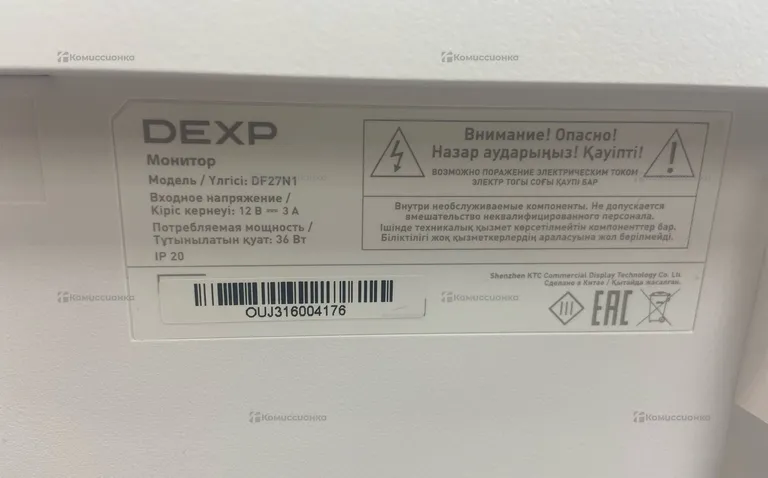 Комиссионка
Комиссионка
DEXP
Монитор
Модель / Үлгісі: DF27N1
Входное напряжение /
Кіріс кернеуі: 12 В ⎓ 3 А
Потребляемая мощность /
Тұтынылатын қуат: 36 Вт
IP 20
Внимание! Опасно!
Назар аударыңыз! Қауіпті!
ВОЗМОЖНО ПОРАЖЕНИЕ ЭЛЕКТРИЧЕСКИМ ТОКОМ
ЭЛЕКТР ТОГЫ СОҒЫ ҚАУПІ БАР
Внутри необслуживаемые компоненты. Не допускается
вмешательство неквалифицированного персонала.
Ішінде техникалық қызмет көрсетілмейтін компоненттер бар.
Біліктілігі жоқ қызметкерлердің араласуына жол берілмейді.
Shenzhen KTC Commercial Display Technology Co. Ltd.
Сделано в Китае / Қытайда жасалған.
OUJ316004176
EAC
Комиссионка
Комиссионка
Комиссионка
Комиссионка